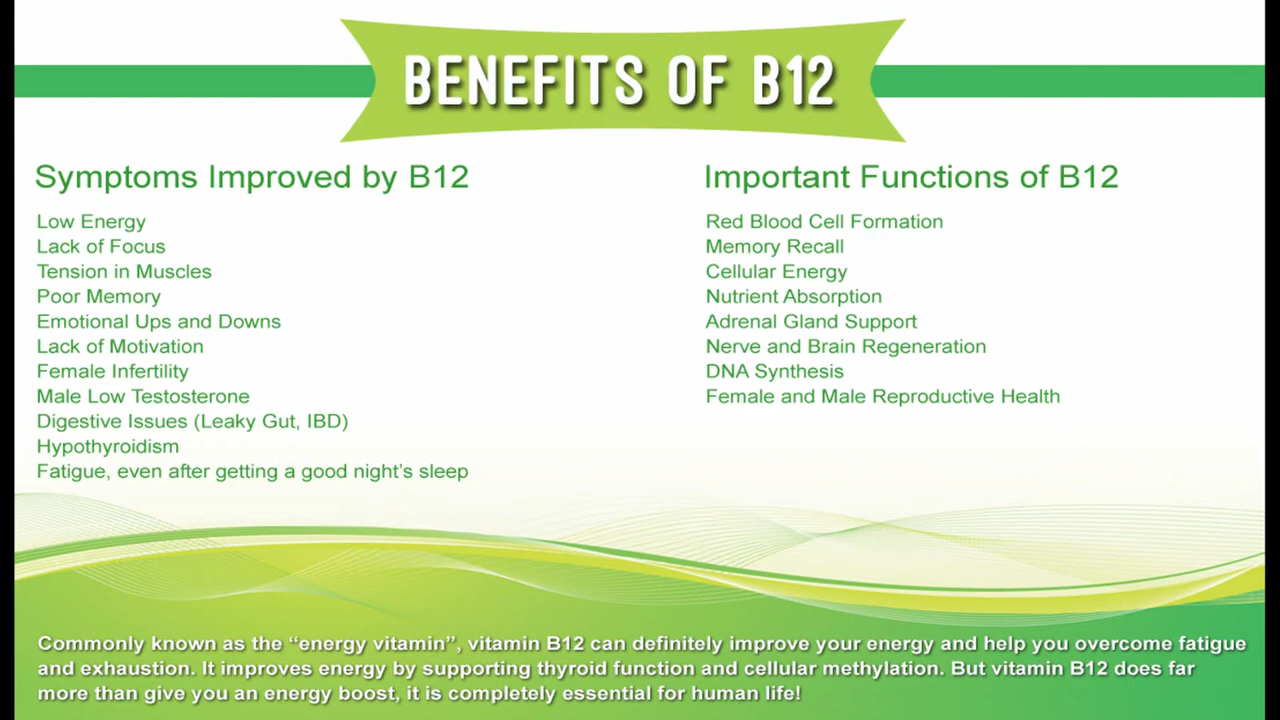 BENEFITS OF B12
Symptoms Improved by B12
Low Energy
Lack of Focus
Tension in Muscles
Poor Memory
Emotional Ups and Downs
Lack of Motivation
Female Infertility
Male Low Testosterone
Digestive Issues (Leaky Gut, IBD)
Hypothyroidism
Fatigue, even after getting a good night's sleep
Important Functions of B12
Red Blood Cell Formation
Memory Recall
Cellular Energy
Nutrient Absorption
Adrenal Gland Support
Nerve and Brain Regeneration
DNA Synthesis
Female and Male Reproductive Health
Commonly known as the “energy vitamin”, vitamin B12 can definitely improve your energy and help you overcome fatigue
and exhaustion. It improves energy by supporting thyroid function and cellular methylation. But vitamin B12 does far
more than give you an energy boost, it is completely essential for human life!